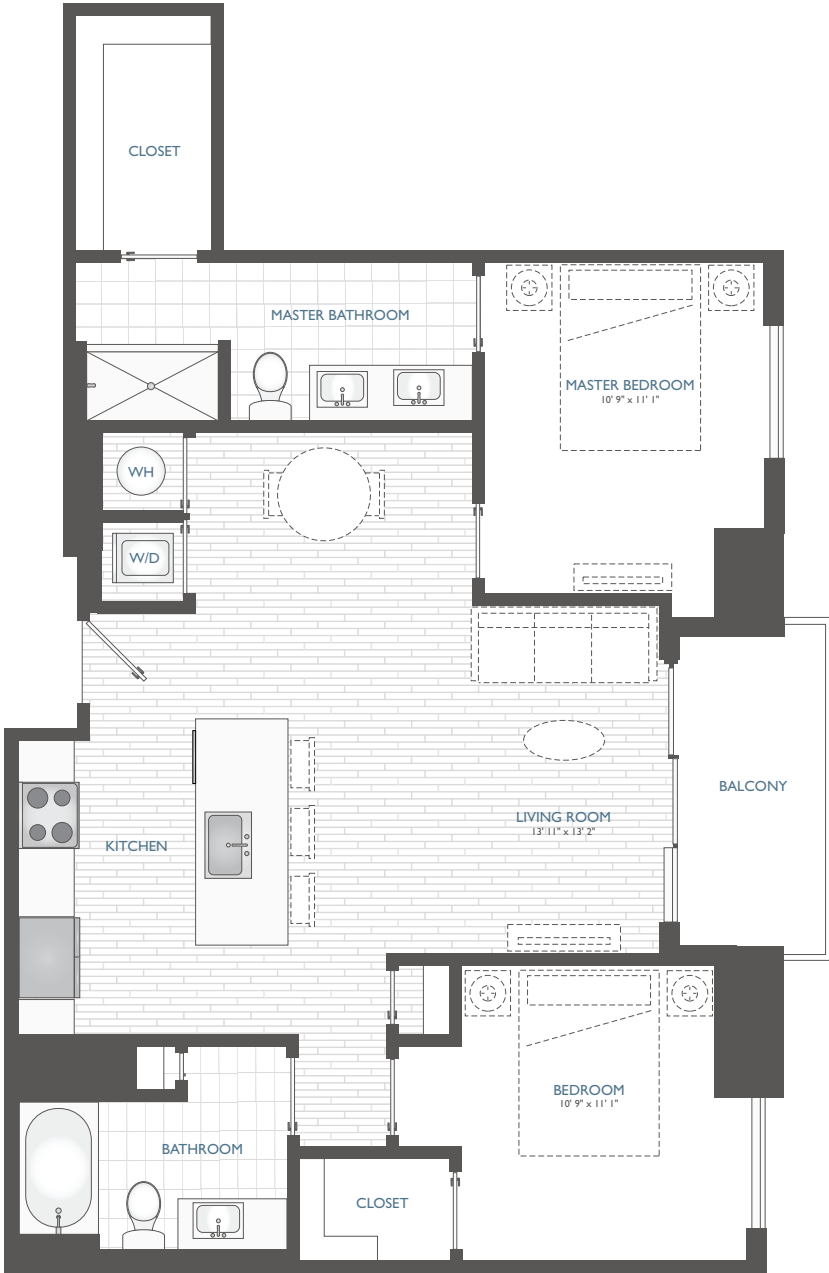 CLOSET
MASTER BATHROOM
MASTER BEDROOM
10' 9" x 11' 1"
WH
W/D
BALCONY
LIVING ROOM
13' 11" x 13' 2"
KITCHEN
BEDROOM
10' 9" x 11' 1"
BATHROOM
CLOSET